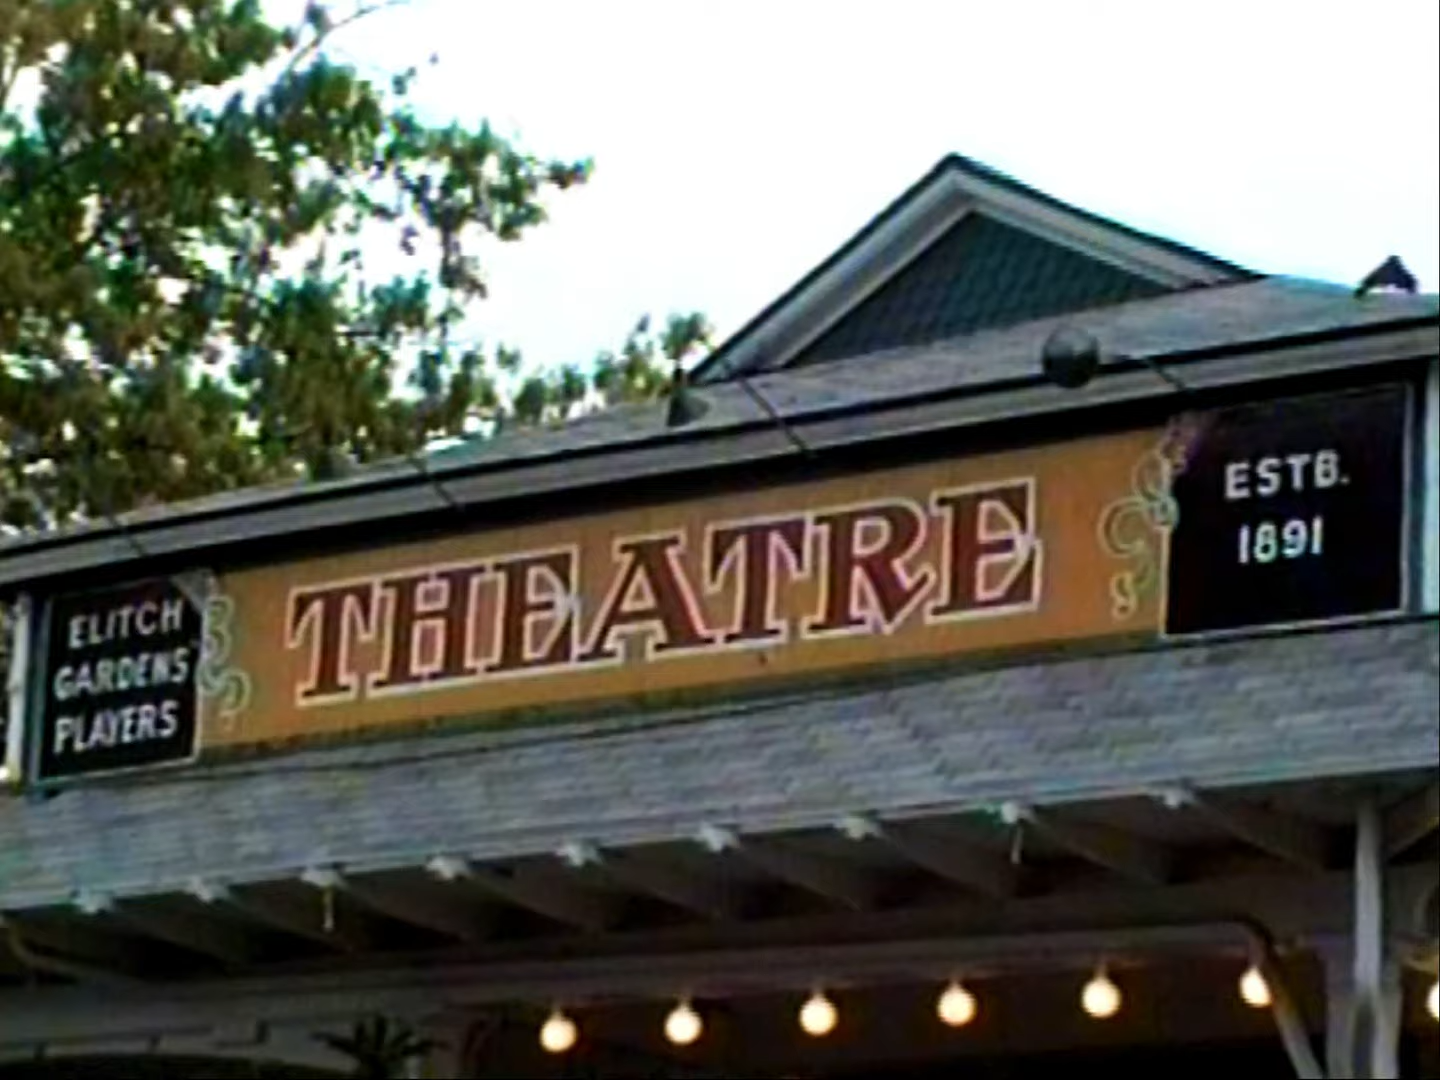 ELITCH
GARDENS
PLAYERS
THEATRE
ESTB.
1891